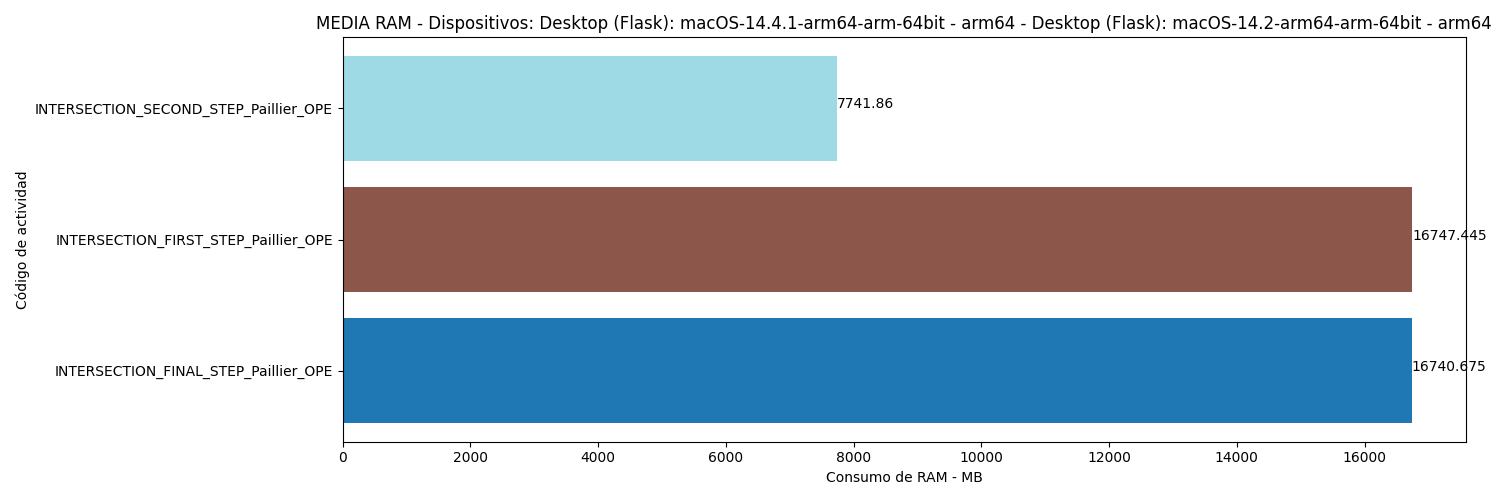 MEDIA RAM - Dispositivos: Desktop (Flask): macOS-14.4.1-arm64-arm-64bit - arm64 - Desktop (Flask): macOS-14.2-arm64-arm-64bit - arm64
Código de actividad
INTERSECTION_SECOND_STEP_Paillier_OPE
7741.86
INTERSECTION_FIRST_STEP_Paillier_OPE
16747.445
INTERSECTION_FINAL_STEP_Paillier_OPE
16740.675
0 2000 4000 6000 8000 10000 12000 14000 16000
Consumo de RAM - MB